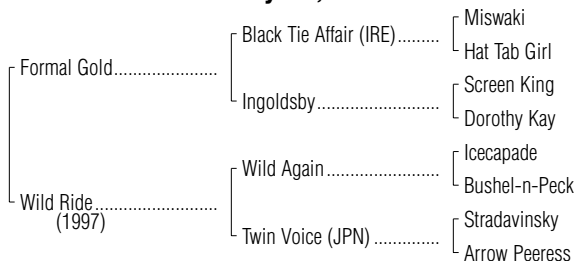 Miswaki
Black Tie Affair (IRE)..........
Hat Tab Girl
Formal Gold........................
Screen King
Ingoldsby............................
Dorothy Kay
Icecapade
Wild Again..........................
Bushel-n-Peck
Wild Ride............................
(1997)
Stradavinsky
Twin Voice (JPN) ................
Arrow Peeress